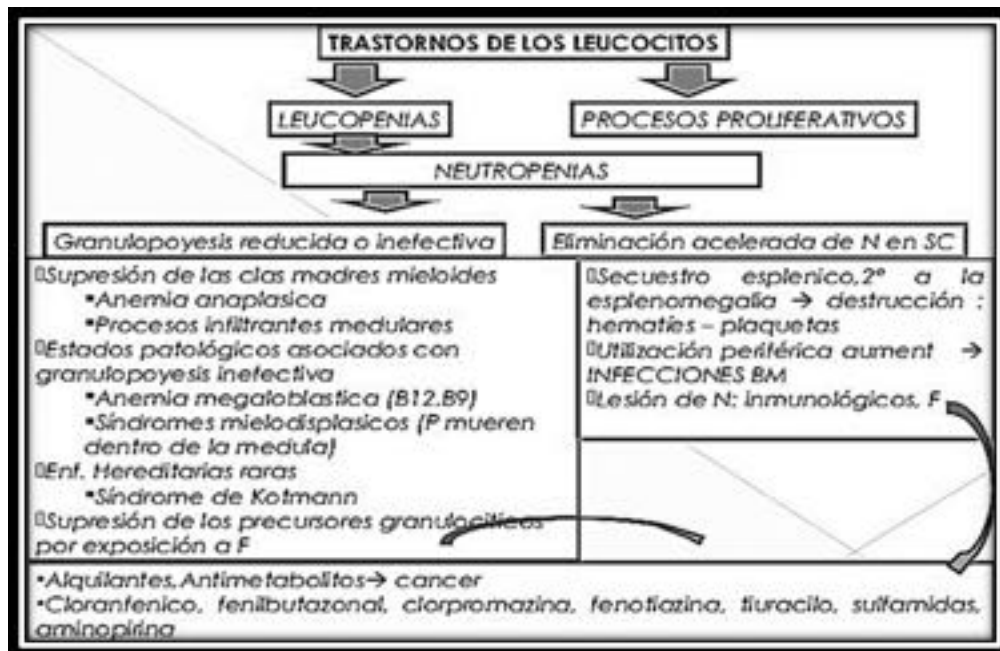 TRASTORNOS DE LOS LEUCOCITOS
LEUCOPENIAS
PROCESOS PROLIFERATIVOS
NEUTROPENIAS
Granulopoyesis reducida o inefectiva
Eliminación acelerada de N en SC
Supresión de las clas madres mieloides
▪Anemia anaplasica
▪Procesos infiltrantes medulares
Estados patológicos asociados con
granulopoyesis inefectiva
▪Anemia megaloblastica (B12.B9)
▪Síndromes mielodisplasicos (P mueren
dentro de la medula)
Enf. Hereditarias raras
▪Síndrome de Kotmann
Supresión de los precursores granulociticos
por exposición a F
Secuestro esplenico,2º a la
esplenomegalia → destrucción :
hematíes – plaquetas
Utilización periférica aument →
INFECCIONES BM
Lesión de N: inmunológicos, F
•Alquilantes,Antimetabolitos→ cancer
•Cloranfenico, fenilbutazonal, clorpromazina, fenotiazina, tiuracilo, sulfamidas,
aminopirina